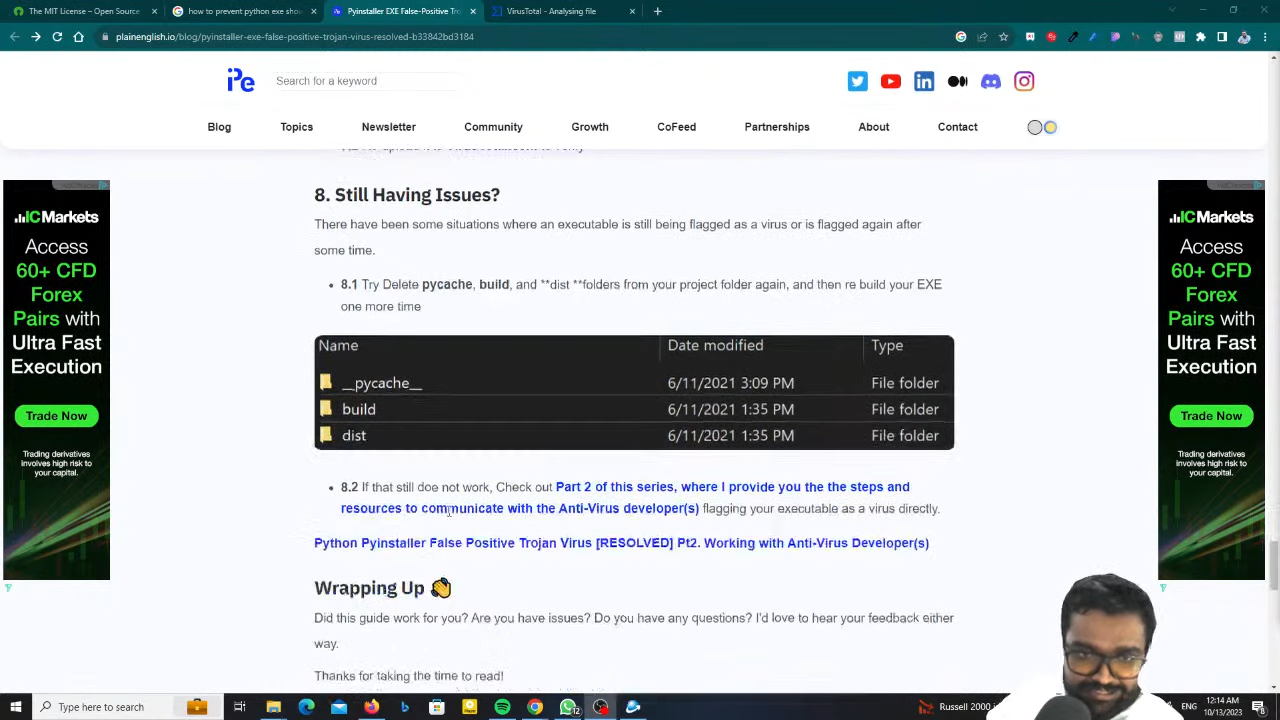 The MIT License - Open Source I
how to prevent python exe show
Pyinstaller EXE False-Positive Tro
VirusTotal - Analysing file
plainenglish.io/blog/pyinstaller-exe-false-positive-trojan-virus-resolved-b33842bd3184
Search for a keyword
Blog
Topics
Newsletter
Community
Growth
CoFeed
Partnerships
About
Contact
8. Still Having Issues?
There have been some situations where an executable is still being flagged as a virus or is flagged again after
some time.
8.1 Try Delete pycache, build, and **dist **folders from your project folder again, and then re build your EXE
one more time
Name Date modified Type
__pycache__ 6/11/2021 3:09 PM File folder
build 6/11/2021 1:35 PM File folder
dist 6/11/2021 1:35 PM File folder
8.2 If that still doe not work, Check out Part 2 of this series, where I provide you the the steps and
resources to communicate with the Anti-Virus developer(s) flagging your executable as a virus directly.
Python Pyinstaller False Positive Trojan Virus [RESOLVED] Pt2. Working with Anti-Virus Developer(s)
Wrapping Up 👋
Did this guide work for you? Are you have issues? Do you have any questions? I'd love to hear your feedback either
way.
Thanks for taking the time to read!
IC Markets
Access
60+ CFD
Forex
Pairs with
Ultra Fast
Execution
Trade Now
Trading derivatives
involves high risk to
your capital.
IC Markets
Access
60+ CFD
Forex
Pairs with
Ultra Fast
Execution
Trade Now
Trading derivatives
involves high risk to
your capital.
Type here to search
Russell 2000
ENG
12:14 AM
10/13/2023